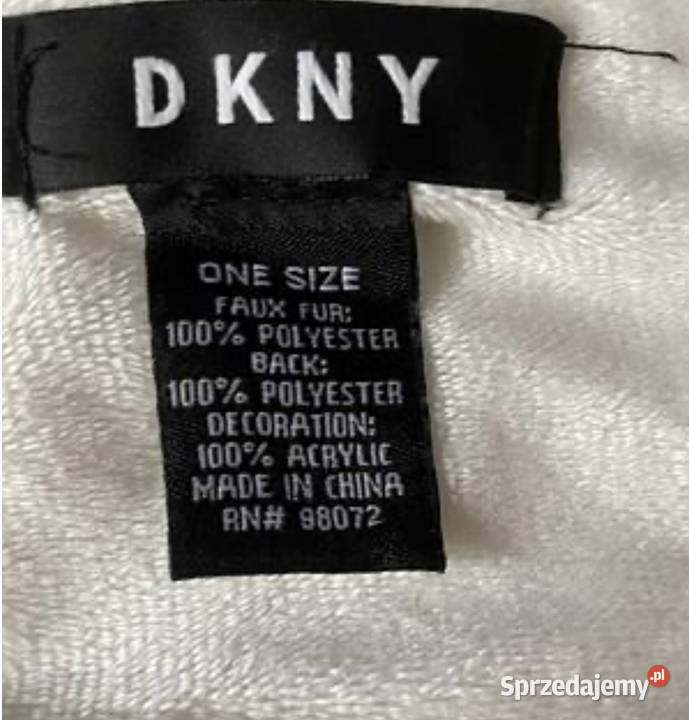 DKNY
ONE SIZE
FAUX FUR:
100% POLYESTER
BACK:
100% POLYESTER
DECORATION:
100% ACRYLIC
MADE IN CHINA
RN# 98072
Sprzedajemy.pl